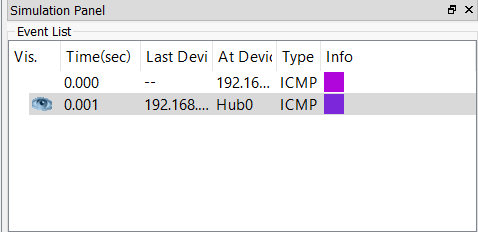 Simulation Panel
Event List
Vis. Time(sec) Last Devi At Devic Type Info
0.000 -- 192.16... ICMP
0.001 192.168.... Hub0 ICMP